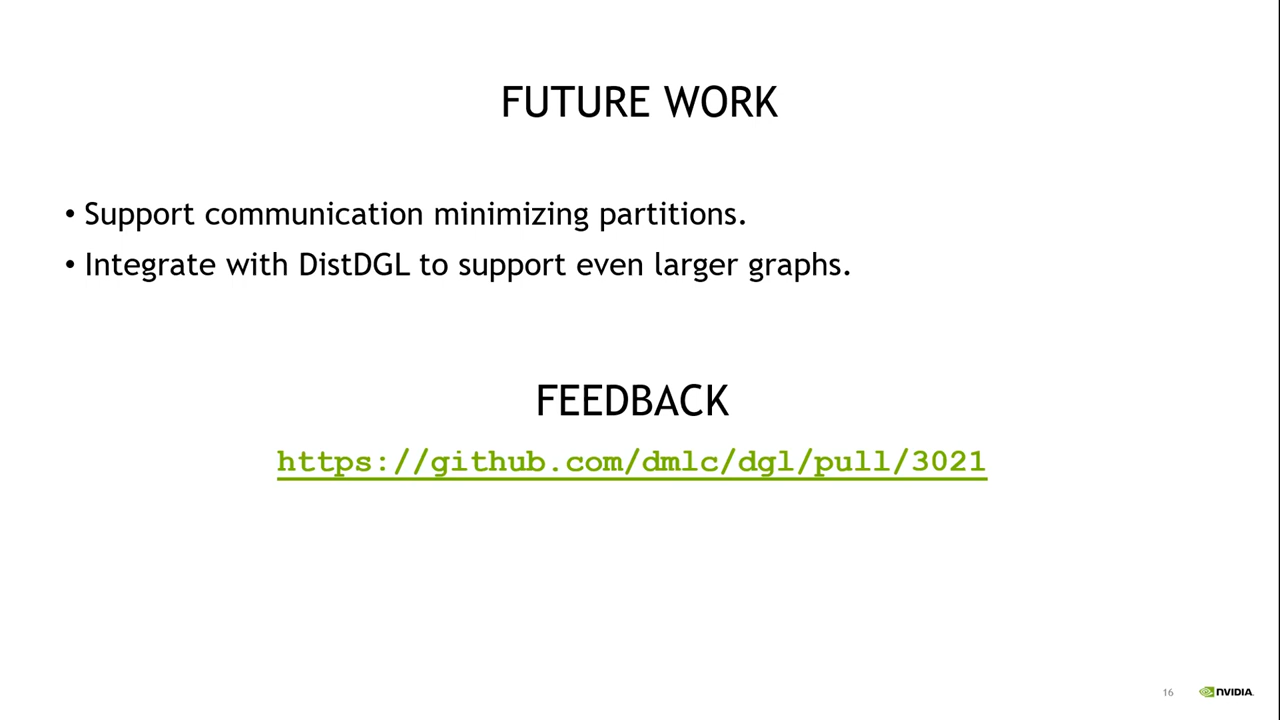 FUTURE WORK
• Support communication minimizing partitions.
• Integrate with DistDGL to support even larger graphs.
FEEDBACK
https://github.com/dmlc/dgl/pull/3021
16
NVIDIA.